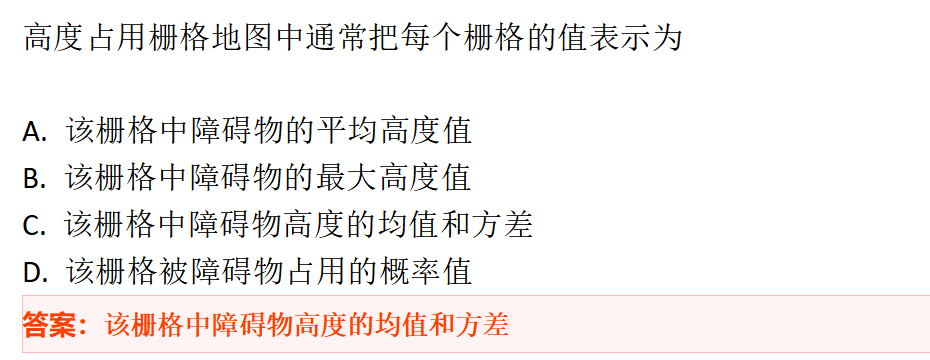 高度占用栅格地图中通常把每个栅格的值表示为
A. 该栅格中障碍物的平均高度值
B. 该栅格中障碍物的最大高度值
C. 该栅格中障碍物高度的均值和方差
D. 该栅格被障碍物占用的概率值
答案：该栅格中障碍物高度的均值和方差